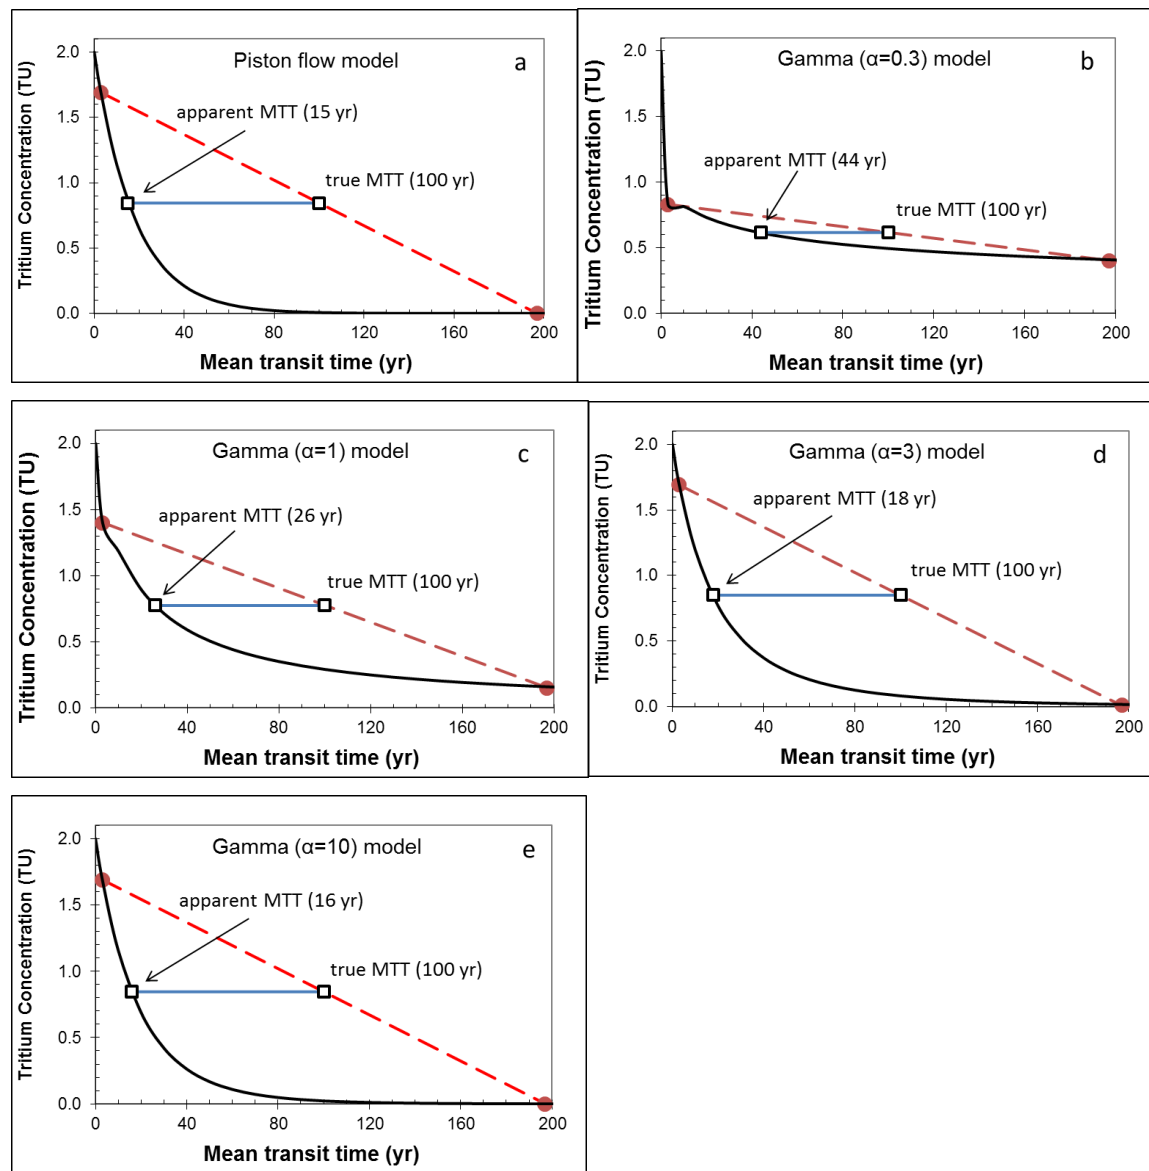 Piston flow model
a
apparent MTT (15 yr)
true MTT (100 yr)
Tritium Concentration (TU)
2.0
1.5
1.0
0.5
0.0
0 40 80 120 160 200
Mean transit time (yr)
Gamma (α=0.3) model
b
apparent MTT (44 yr)
true MTT (100 yr)
Tritium Concentration (TU)
2.0
1.5
1.0
0.5
0.0
0 40 80 120 160 200
Mean transit time (yr)
Gamma (α=1) model
c
apparent MTT (26 yr)
true MTT (100 yr)
Tritium Concentration (TU)
2.0
1.5
1.0
0.5
0.0
0 40 80 120 160 200
Mean transit time (yr)
Gamma (α=3) model
d
apparent MTT (18 yr)
true MTT (100 yr)
Tritium Concentration (TU)
2.0
1.5
1.0
0.5
0.0
0 40 80 120 160 200
Mean transit time (yr)
Gamma (α=10) model
e
apparent MTT (16 yr)
true MTT (100 yr)
Tritium Concentration (TU)
2.0
1.5
1.0
0.5
0.0
0 40 80 120 160 200
Mean transit time (yr)